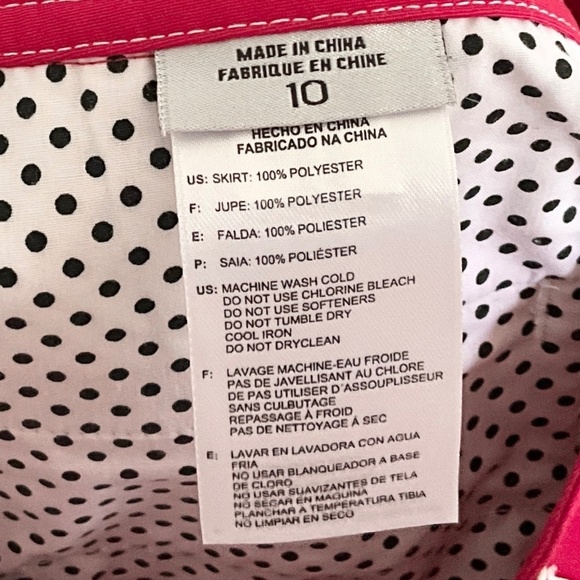 MADE IN CHINA
FABRIQUE EN CHINE
10
HECHO EN CHINA
FABRICADO NA CHINA
US: SKIRT: 100% POLYESTER
F: JUPE: 100% POLYESTER
E: FALDA: 100% POLIESTER
P: SAIA: 100% POLIÉSTER
US: MACHINE WASH COLD
DO NOT USE CHLORINE BLEACH
DO NOT USE SOFTENERS
DO NOT TUMBLE DRY
COOL IRON
DO NOT DRYCLEAN
F: LAVAGE MACHINE-EAU FROIDE
PAS DE JAVELLISANT AU CHLORE
DE PAS UTILISER D'ASSOUPLISSEUR
SANS CULBUTAGE
REPASSAGE À FROID
PAS DE NETTOYAGE À SEC
E: LAVAR EN LAVADORA CON AGUA
FRIA
NO USAR BLANQUEADOR A BASE
DE CLORO
NO USAR SUAVIZANTES DE TELA
NO SECAR EN MAQUINA
PLANCHAR A TEMPERATURA TIBIA
NO LIMPIAR EN SECO